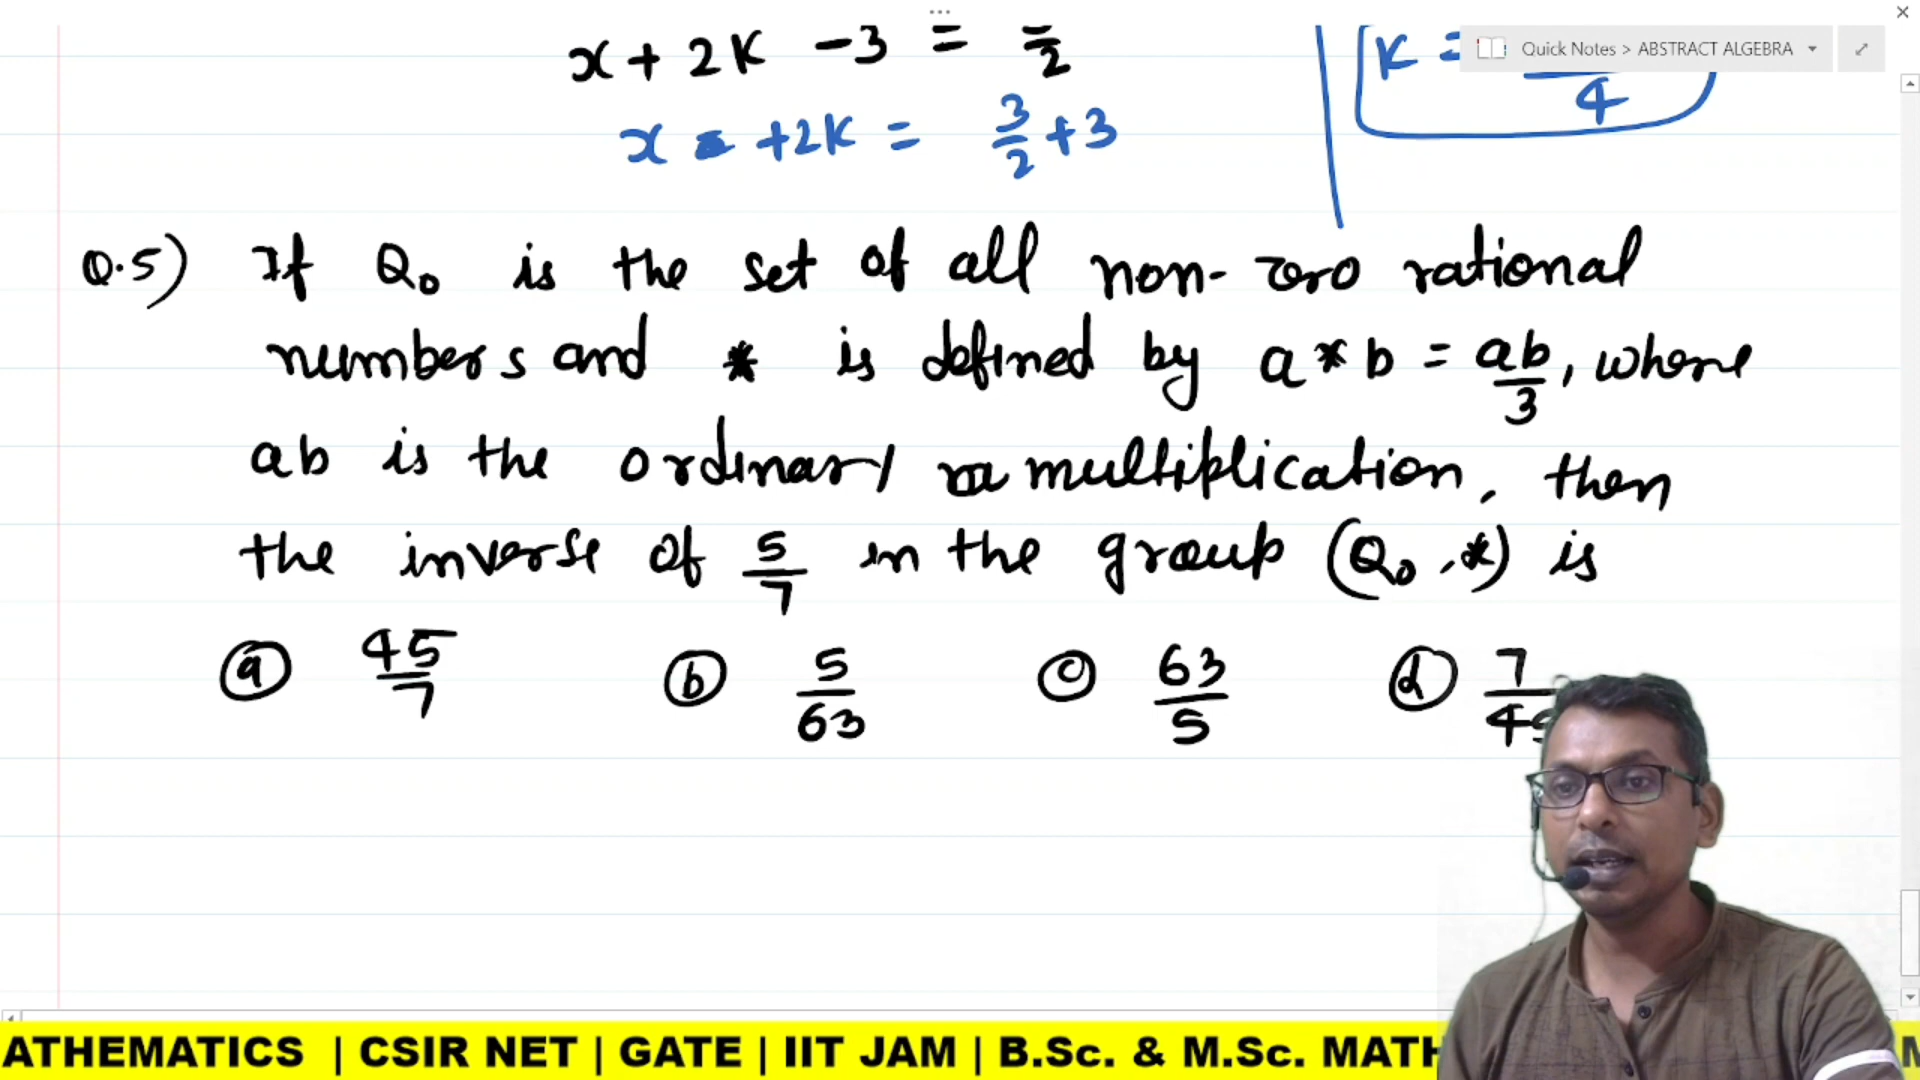 Quick Notes > ABSTRACT ALGEBRA
x + 2K - 3 =  /2
K =  /4
x +2K = 3/2 + 3
Q.5) If Q₀ is the set of all non-zero rational
numbers and * is defined by a * b = ab/3, where
ab is the ordinary multiplication, then
the inverse of 5/7 in the group (Q₀, *) is
(a) 45/7 (b) 5/63 (c) 63/5 (d) 7/45
ATHEMATICS | CSIR NET | GATE | IIT JAM | B.Sc. & M.Sc. MATH